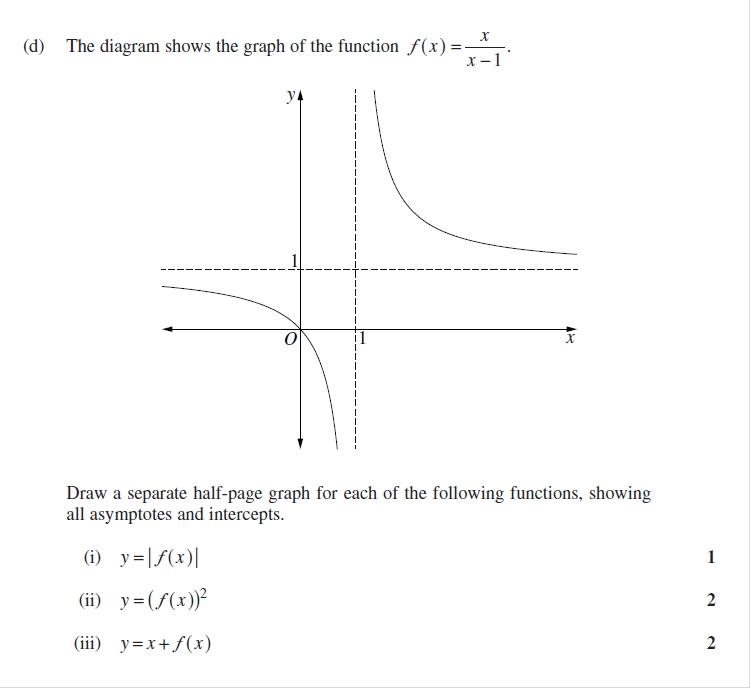 (d) The diagram shows the graph of the function f(x) = x/(x − 1).
y
1
O
1
x
Draw a separate half-page graph for each of the following functions, showing
all asymptotes and intercepts.
(i) y = |f(x)| 1
(ii) y = (f(x))² 2
(iii) y = x + f(x) 2